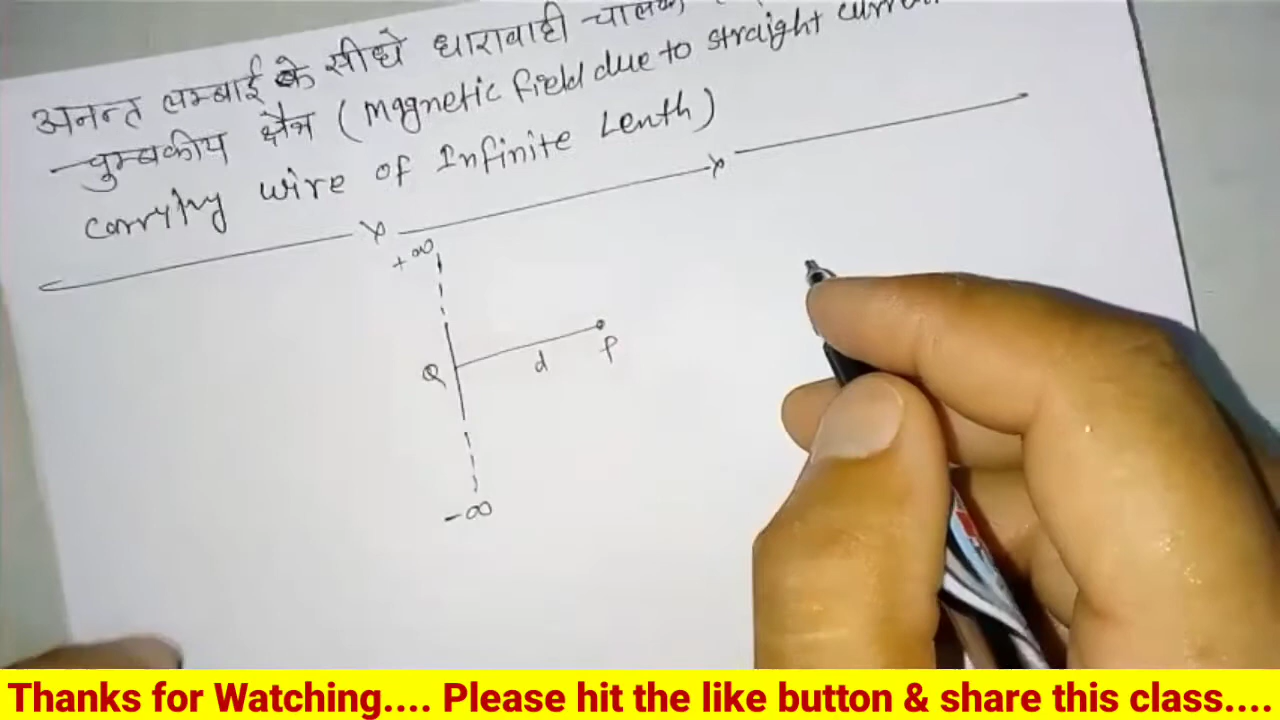 अनन्त लम्बाई के सीधे धारावाही चालक
चुम्बकीय क्षेत्र (Magnetic field due to straight
carrying wire of Infinite Lenth)
+∞
Q
d
P
-∞
Thanks for Watching.... Please hit the like button & share this class....